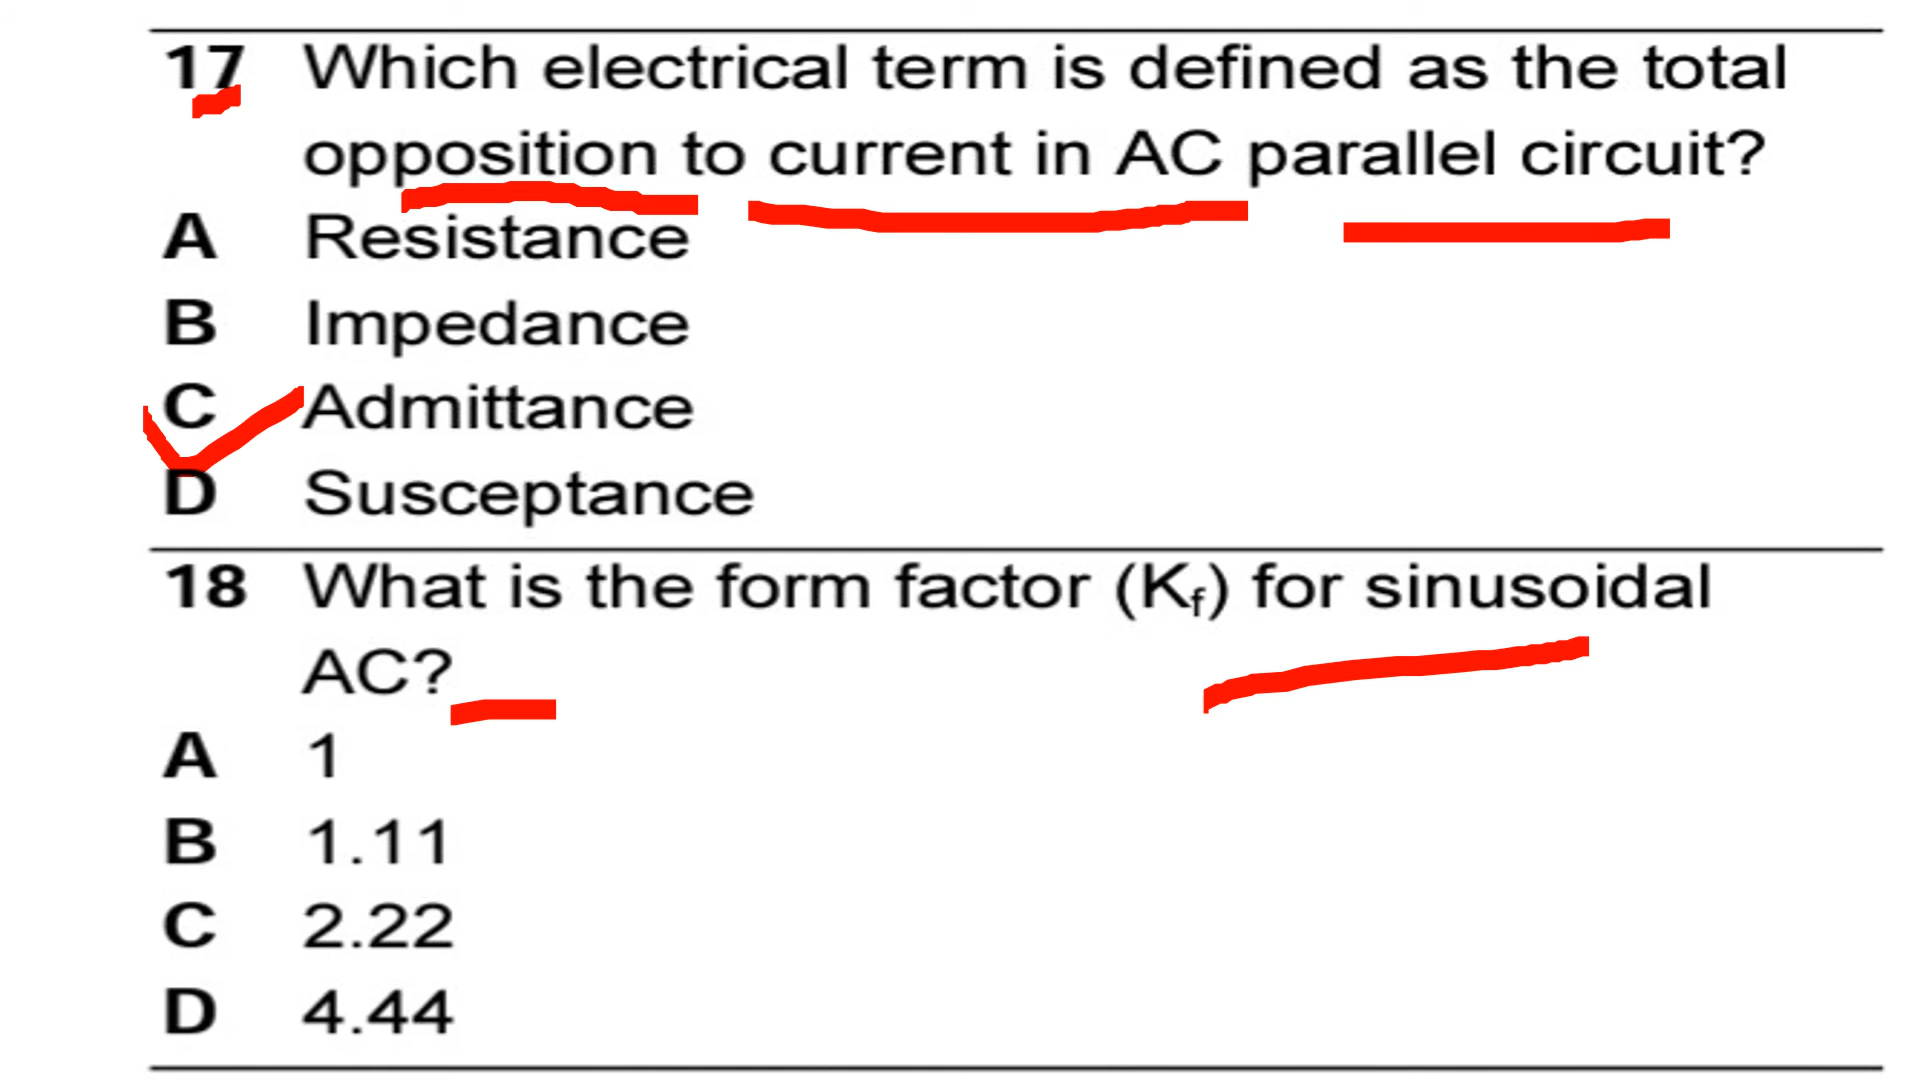 17 Which electrical term is defined as the total
opposition to current in AC parallel circuit?
A Resistance
B Impedance
C Admittance
D Susceptance
18 What is the form factor (Kf) for sinusoidal
AC?
A 1
B 1.11
C 2.22
D 4.44